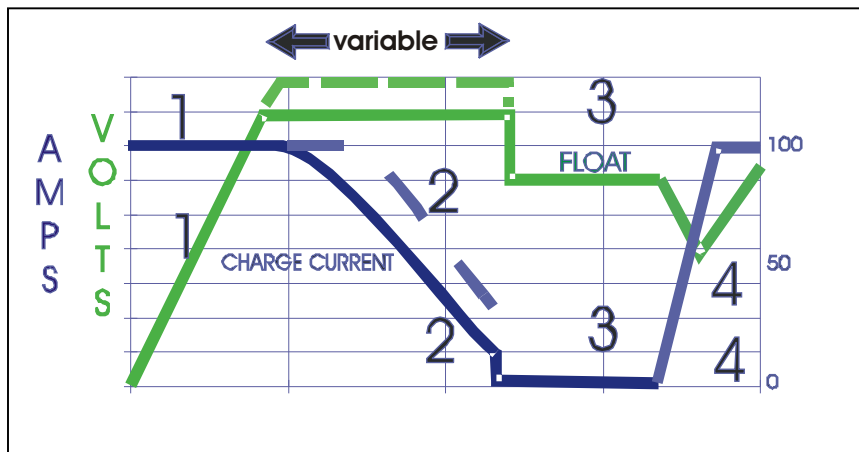 variable
AMPS
VOLTS
1
1
2
2
3
3
4
4
FLOAT
CHARGE CURRENT
100
50
0